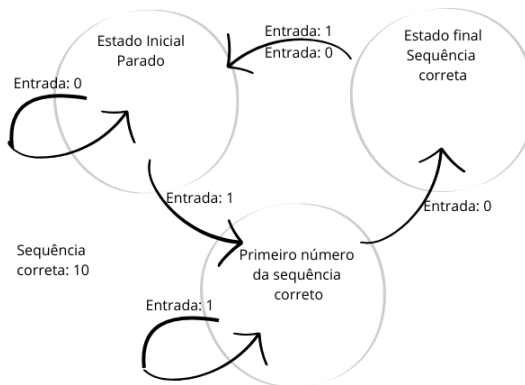 Estado Inicial
Parado
Entrada: 1
Entrada: 0
Estado final
Sequência
correta
Entrada: 0
Entrada: 1
Entrada: 0
Sequência
correta: 10
Primeiro número
da sequência
correto
Entrada: 1